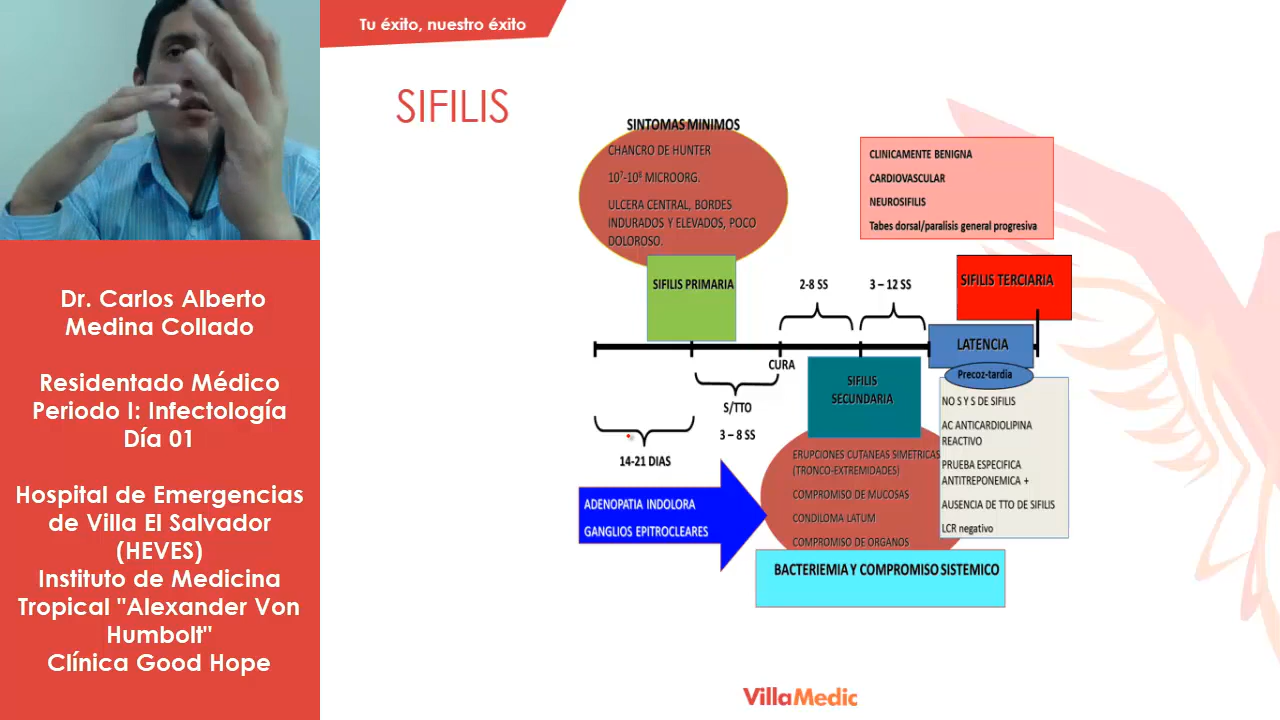 Tu éxito, nuestro éxito
SIFILIS
SINTOMAS MINIMOS
CHANCRO DE HUNTER
10⁷-10⁸ MICROORG.
ULCERA CENTRAL, BORDES
INDURADOS Y ELEVADOS, POCO
DOLOROSO.
CLINICAMENTE BENIGNA
CARDIOVASCULAR
NEUROSIFILIS
Tabes dorsal/paralisis general progresiva
SIFILIS PRIMARIA
2-8 SS
3 – 12 SS
SIFILIS TERCIARIA
LATENCIA
Precoz-tardia
CURA
S/TTO
3 – 8 SS
14-21 DIAS
SIFILIS
SECUNDARIA
NO S Y S DE SIFILIS
AC ANTICARDIOLIPINA
REACTIVO
PRUEBA ESPECIFICA
ANTITREPONEMICA +
AUSENCIA DE TTO DE SIFILIS
LCR negativo
ERUPCIONES CUTANEAS SIMETRICAS
(TRONCO-EXTREMIDADES)
COMPROMISO DE MUCOSAS
CONDILOMA LATUM
COMPROMISO DE ORGANOS
ADENOPATIA INDOLORA
GANGLIOS EPITROCLEARES
BACTERIEMIA Y COMPROMISO SISTEMICO
Dr. Carlos Alberto
Medina Collado
Residentado Médico
Periodo I: Infectología
Día 01
Hospital de Emergencias
de Villa El Salvador
(HEVES)
Instituto de Medicina
Tropical "Alexander Von
Humbolt"
Clínica Good Hope
VillaMedic